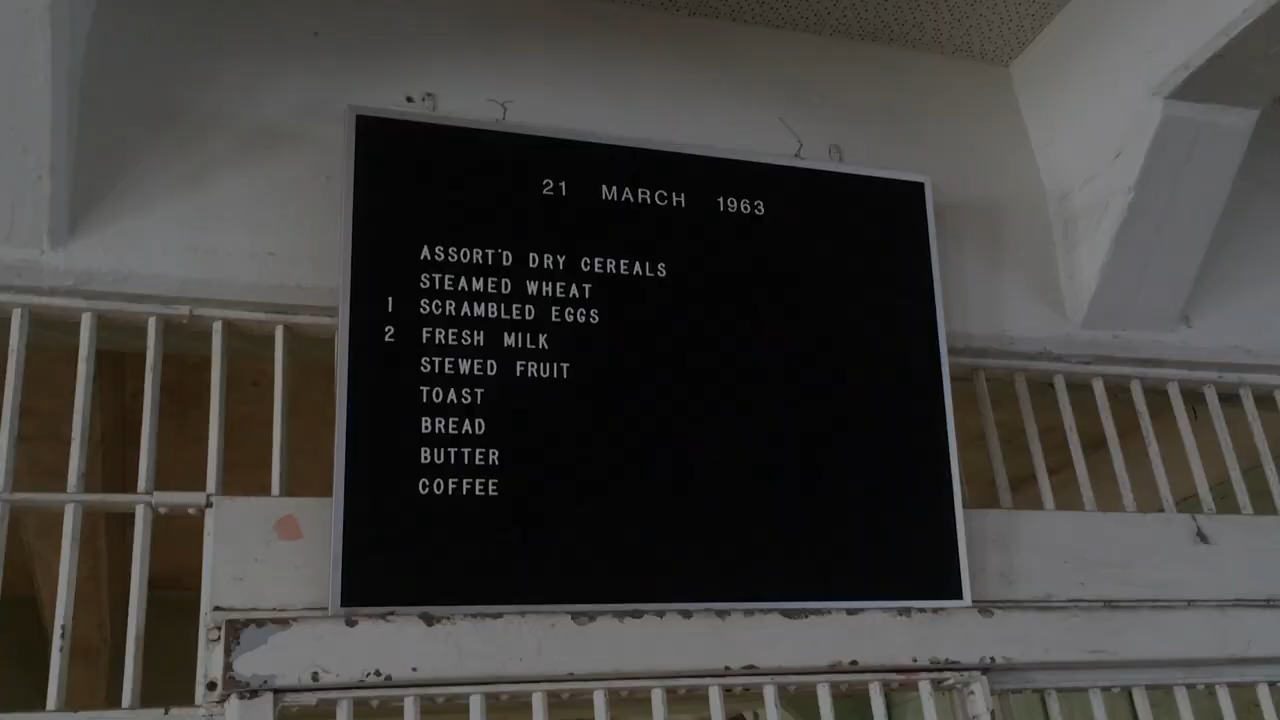 21 MARCH 1963
ASSORT'D DRY CEREALS
STEAMED WHEAT
1 SCRAMBLED EGGS
2 FRESH MILK
STEWED FRUIT
TOAST
BREAD
BUTTER
COFFEE